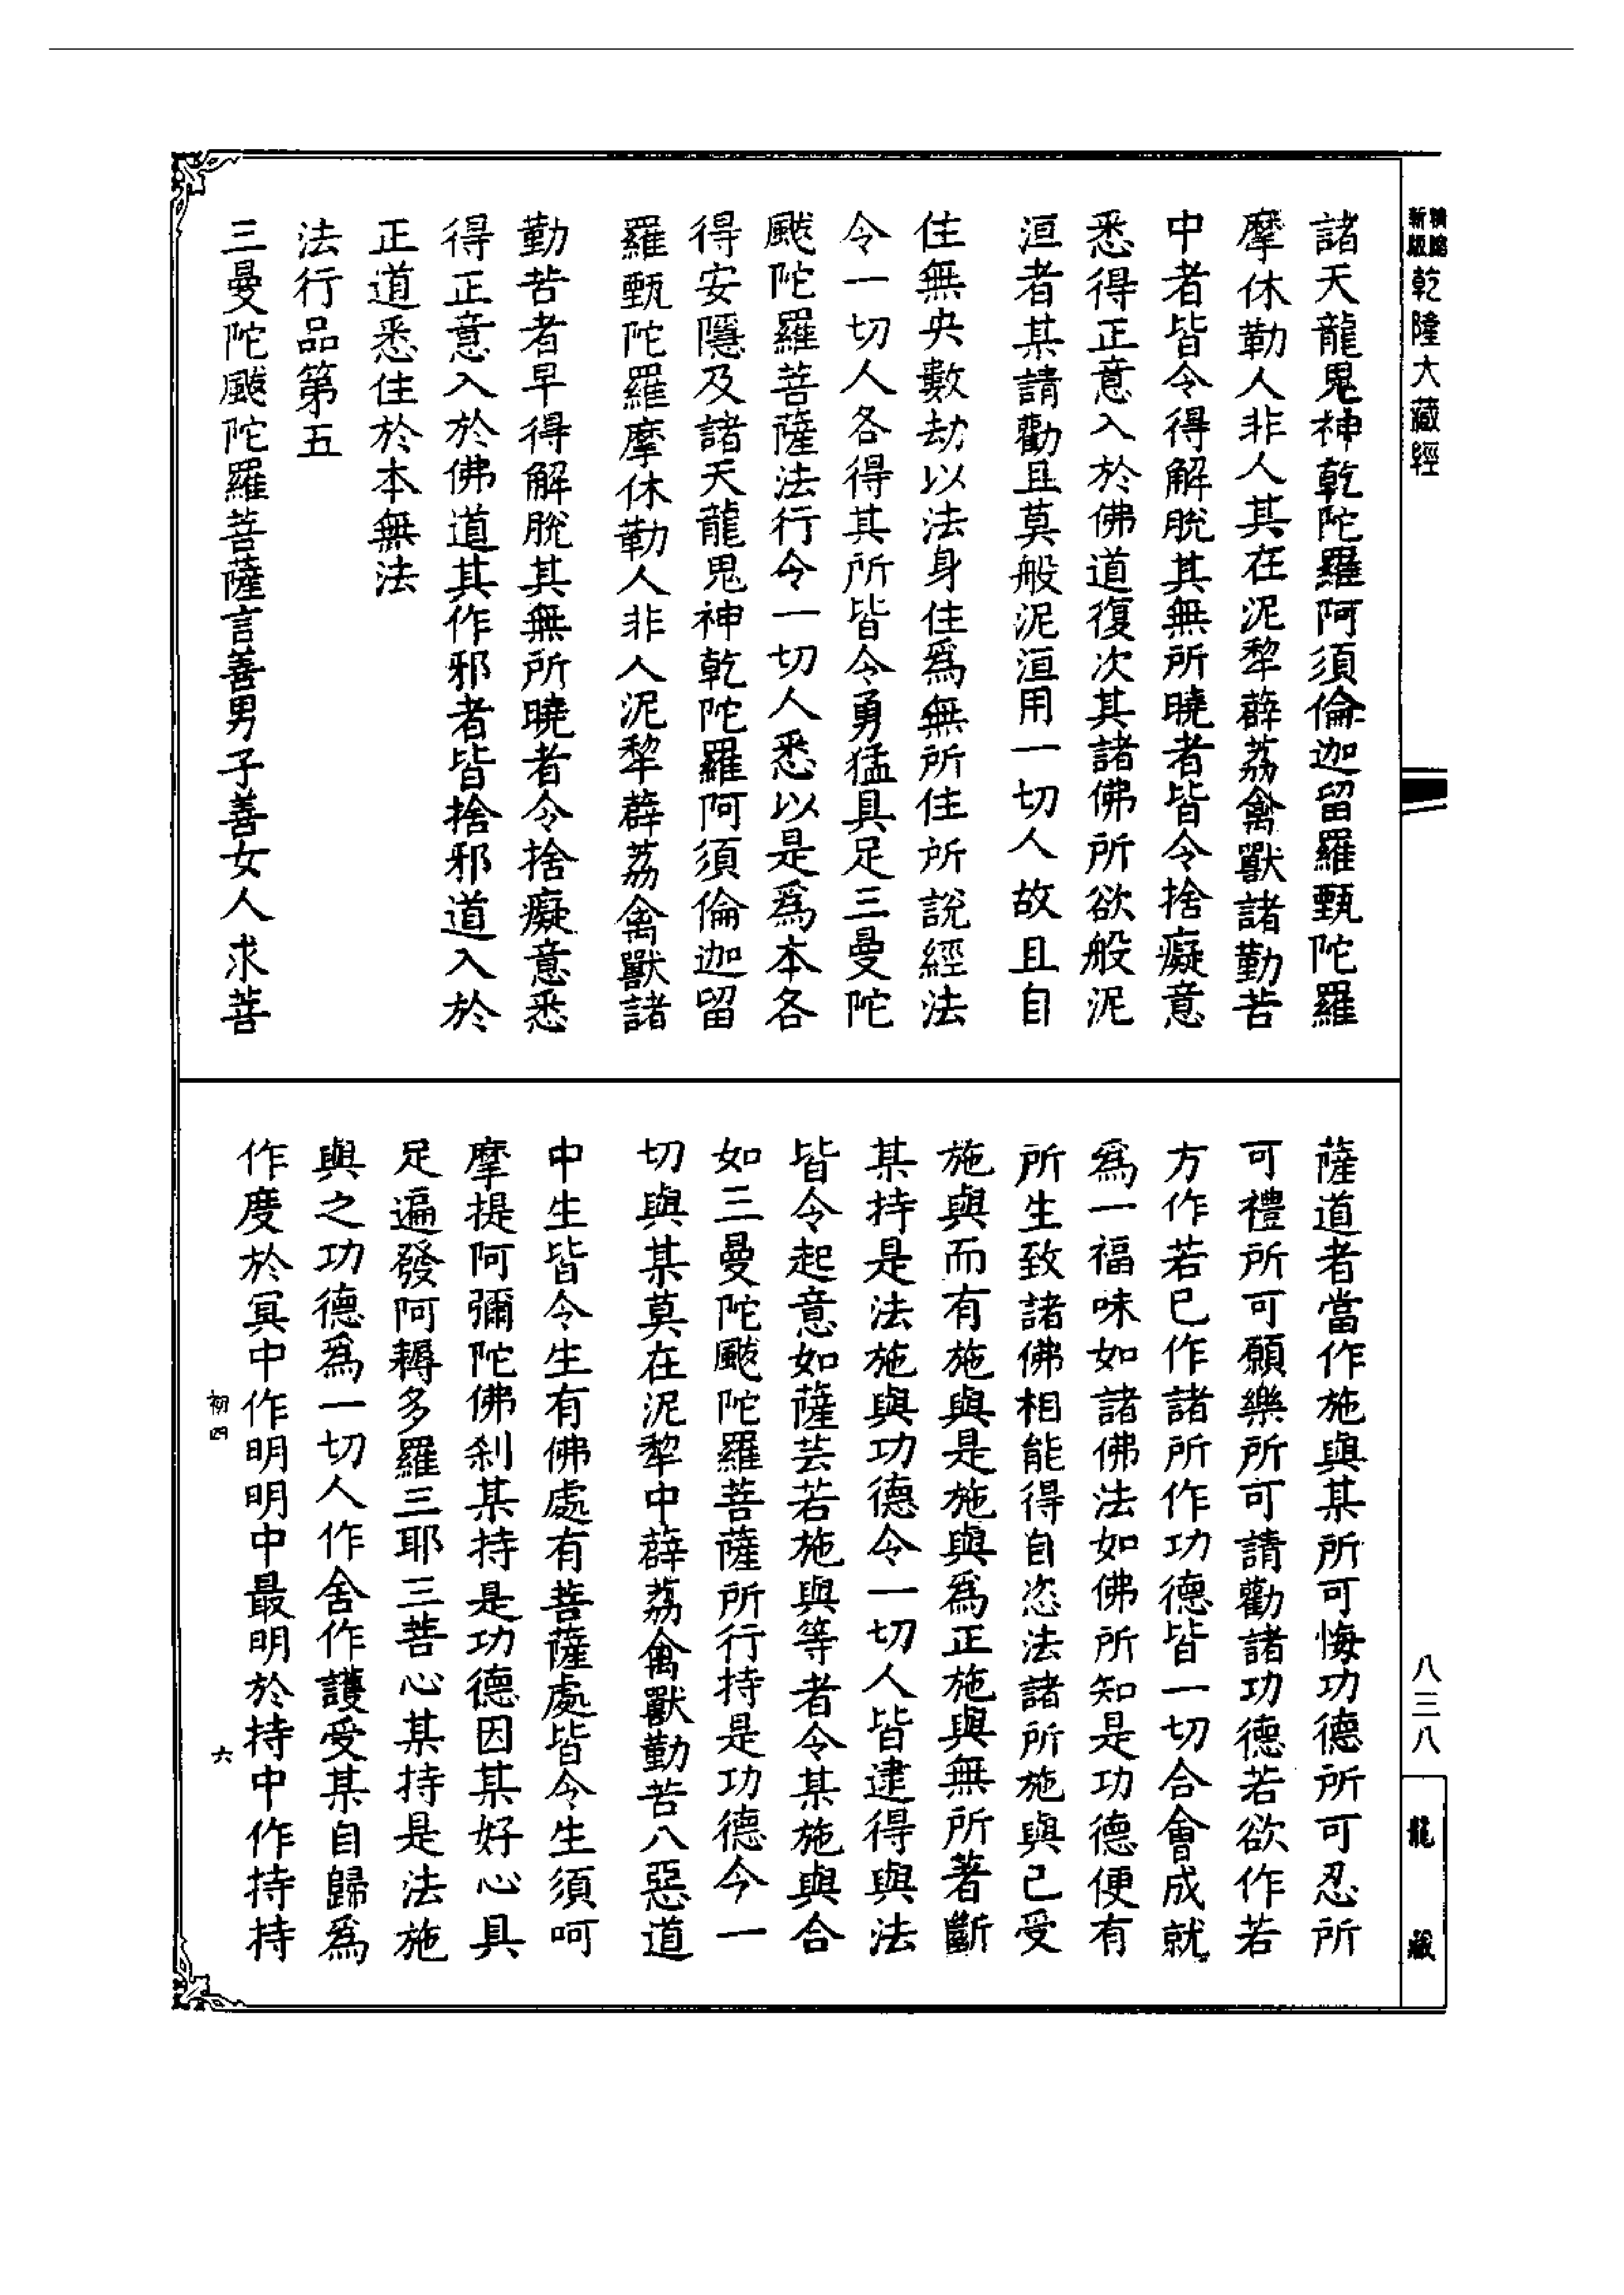 新版 精縮 乾隆大藏經
諸天龍鬼神乾陀羅阿須倫迦留羅甄陀羅
摩休勒人非人其在泥犂薜荔禽獸諸勤苦
中者皆令得解脫其無所曉者皆令捨癡意
悉得正意入於佛道復次其諸佛所欲般泥
洹者某請勸且莫般泥洹用一切人故且自
住無央數劫以法身住為無所住所說經法
令一切人各得其所皆令勇猛具足三曼陀
颰陀羅菩薩法行令一切人悉以是為本各
得安隱及諸天龍鬼神乾陀羅阿須倫迦留
羅甄陀羅摩休勒人非人泥犂薜荔禽獸諸
勤苦者早得解脫其無所曉者令捨癡意悉
得正意入於佛道其作邪者皆捨邪道入於
正道悉住於本無法
法行品第五
三曼陀颰陀羅菩薩言善男子善女人求菩
薩道者當作施與某所可悔功德所可忍所
可禮所可願樂所可請勸諸功德若欲作若
方作若已作諸所作功德皆一切合會成就
為一福味如諸佛法如佛所知是功德便有
所生致諸佛相能得自恣法諸所施與已受
施與而有施與是施與為正施與無所著斷
某持是法施與功德令一切人皆逮得與法
皆令起意如薩芸若施與等者令某施與合
如三曼陀颰陀羅菩薩所行持是功德今一
切與某莫在泥犂中薜荔禽獸勤苦八惡道
中生皆令生有佛處有菩薩處皆令生須呵
摩提阿彌陀佛刹某持是功德因某好心具
足遍發阿耨多羅三耶三菩心某持是法施
與之功德為一切人作舍作護受某自歸為
作度於冥中作明明中最明於持中作持持
初四
六
八三八
龍藏